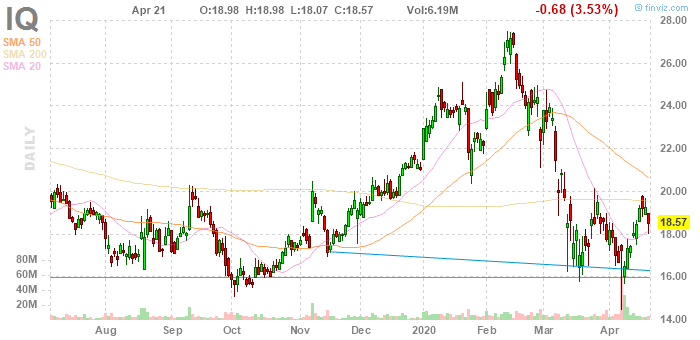 IQ Apr 21 O:18.98 H:18.98 L:18.07 C:18.57 Vol:6.19M -0.68 (3.53%) © finviz.com
SMA 50
SMA 200
SMA 20
DAILY
28.00
26.00
24.00
22.00
20.00
18.57
18.00
16.00
14.00
80M
60M
40M
20M
Aug Sep Oct Nov Dec 2020 Feb Mar Apr